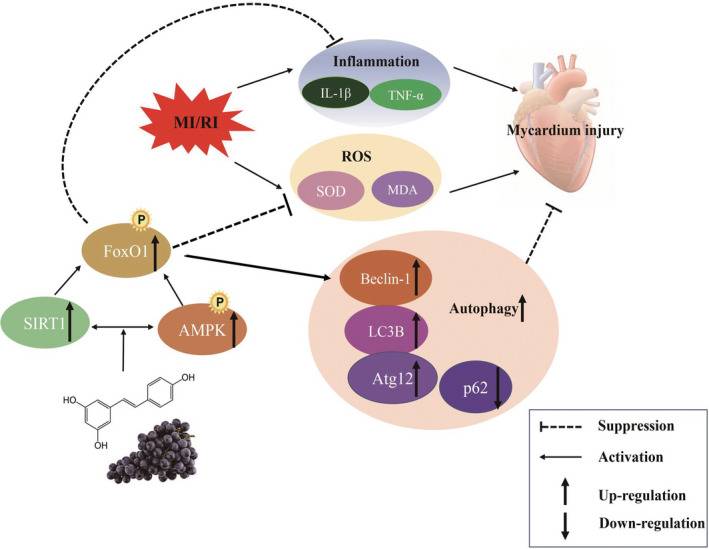 Inflammation
IL-1β
TNF-α
MI/RI
Mycardium injury
ROS
SOD
MDA
P
FoxO1
Beclin-1
P
SIRT1
AMPK
LC3B
Autophagy
Atg12
p62
OH
HO
OH
Suppression
Activation
Up-regulation
Down-regulation